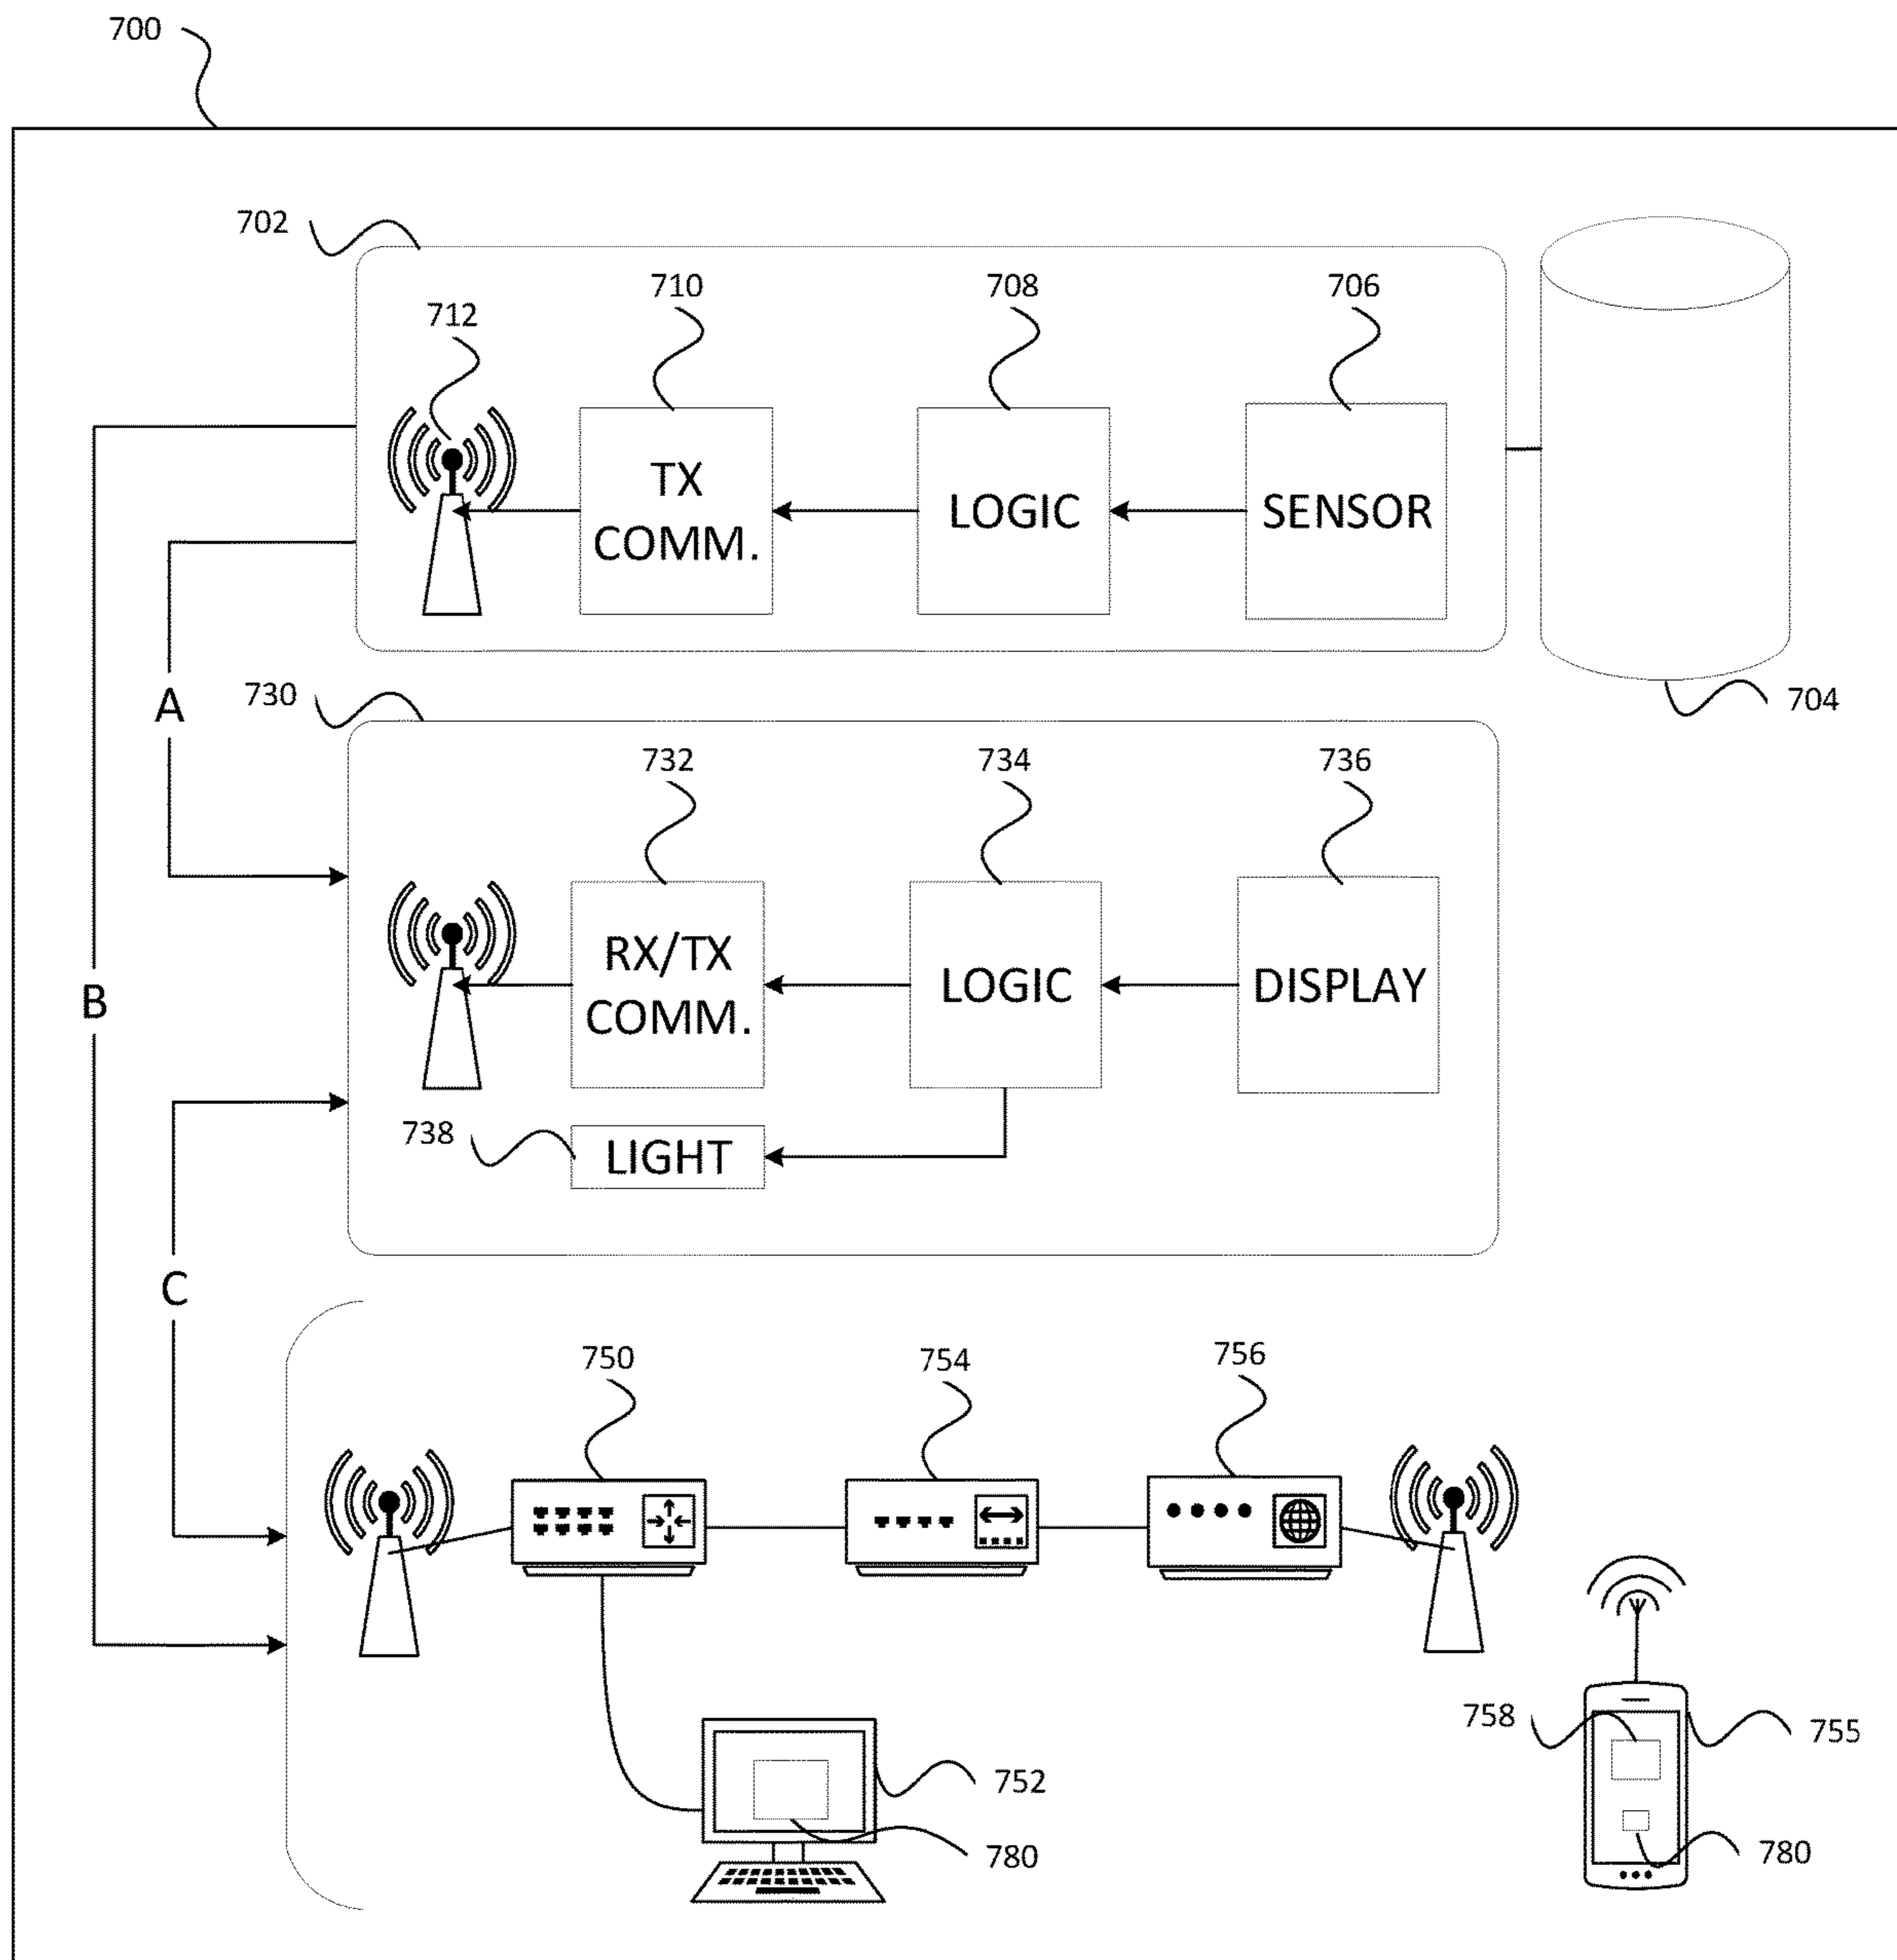 700
702
710
708
706
712
TX
COMM.
LOGIC
SENSOR
A
730
704
732
734
736
RX/TX
COMM.
LOGIC
DISPLAY
B
738
LIGHT
C
750
754
756
758
755
752
780
780